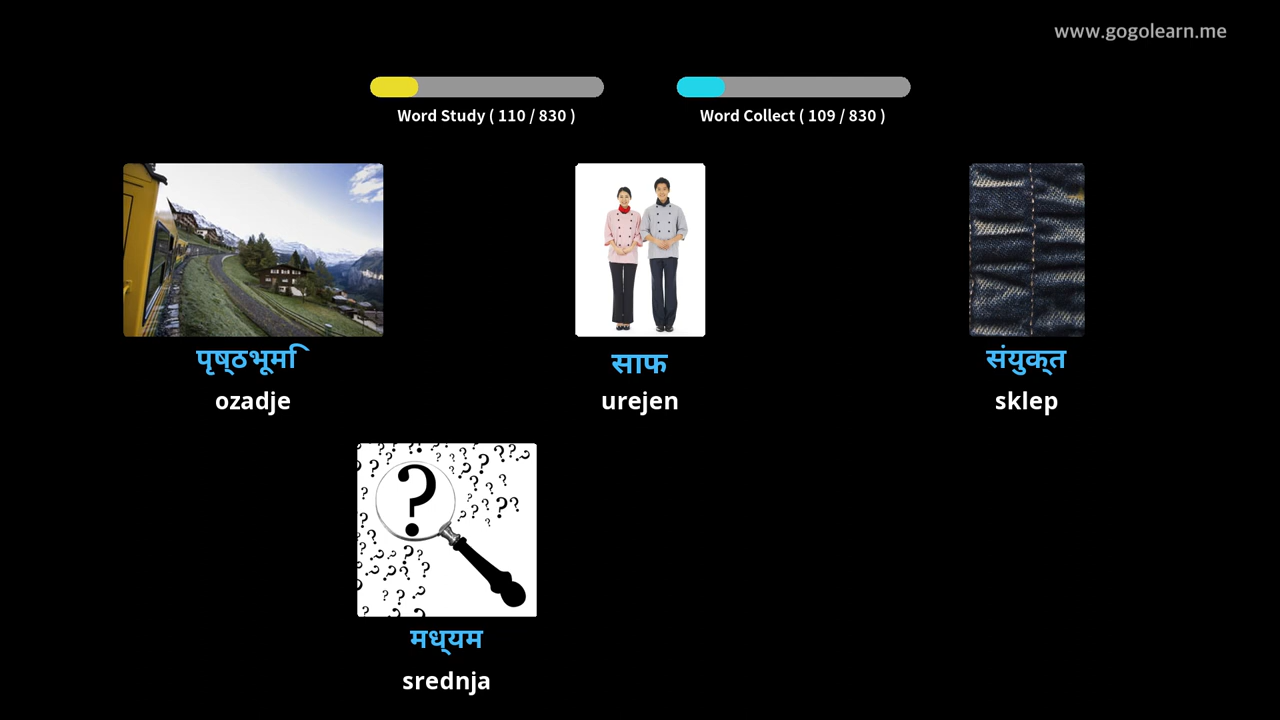 www.gogolearn.me
Word Study ( 110 / 830 )
Word Collect ( 109 / 830 )
पृष्ठभूमि
ozadje
साफ
urejen
संयुक्त
sklep
?
मध्यम
srednja